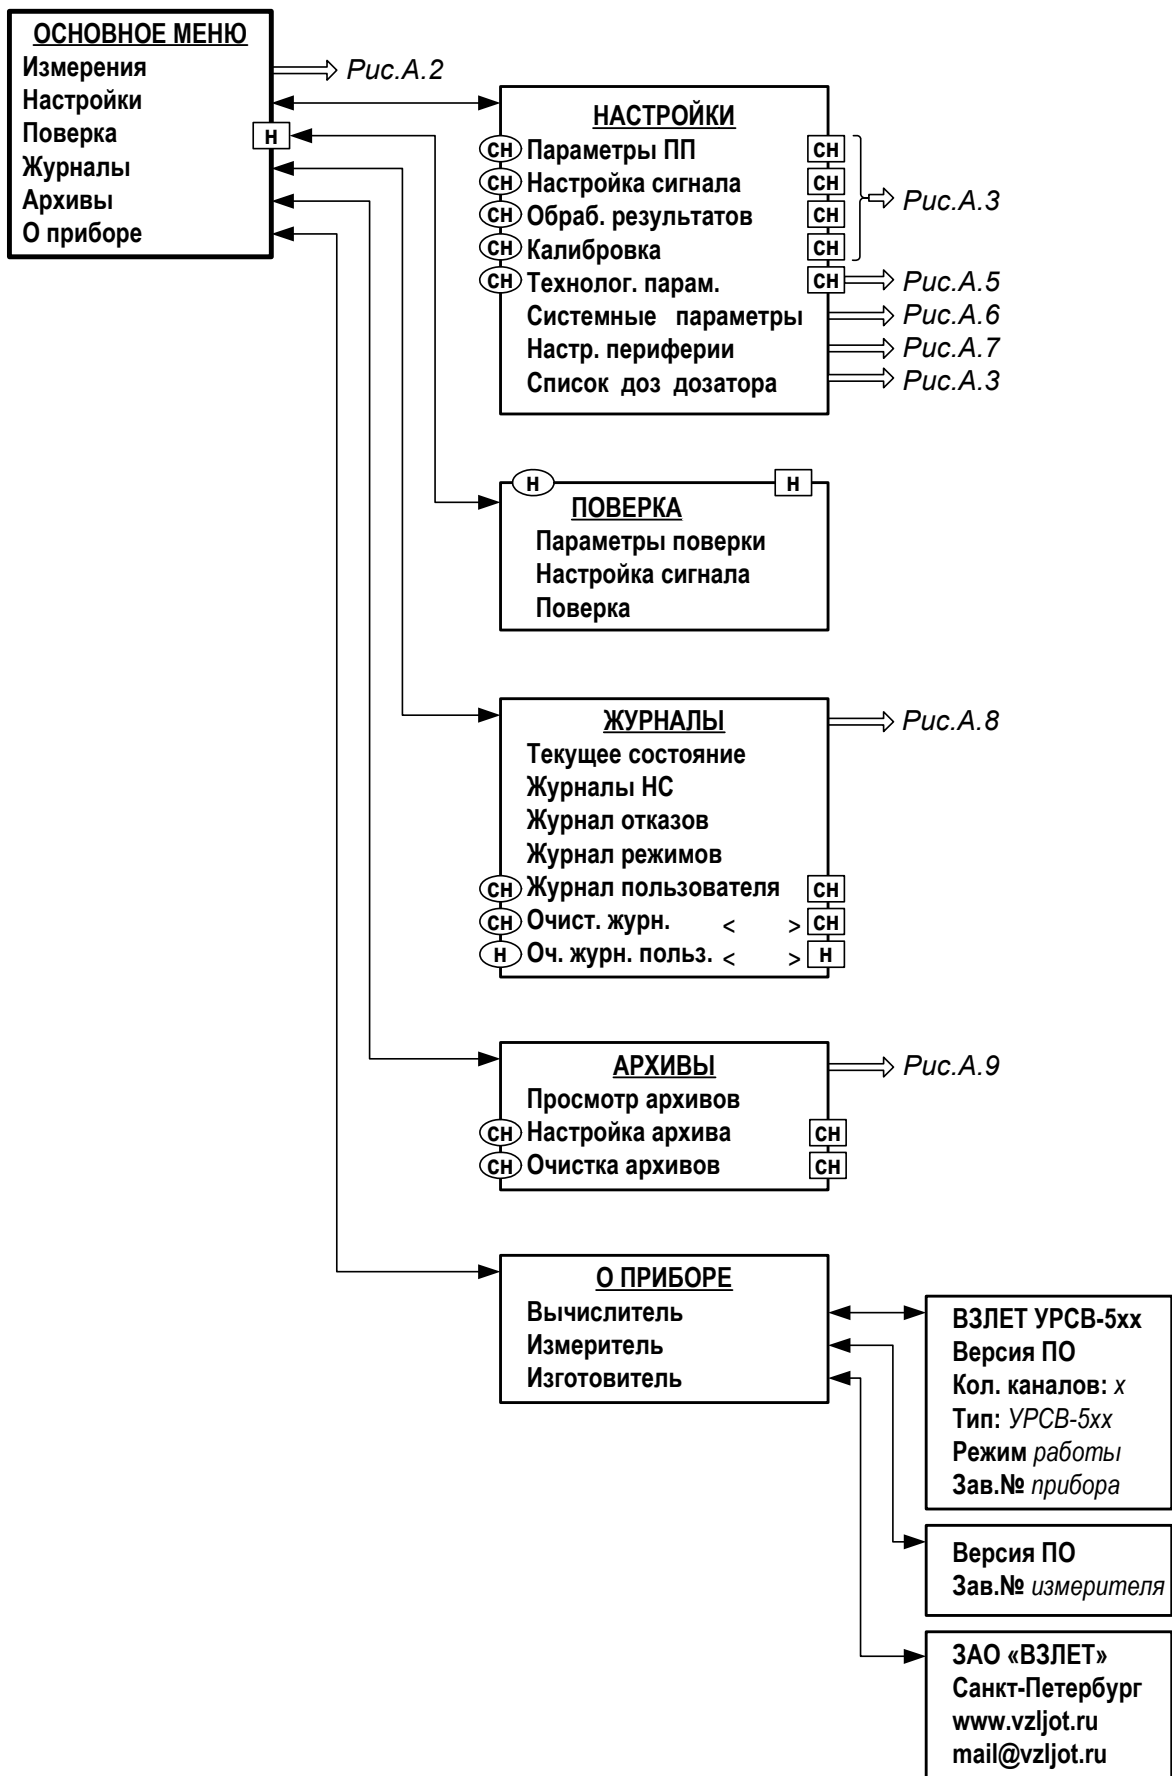 ОСНОВНОЕ МЕНЮ
Измерения
Рис.А.2
Настройки
Поверка
Н
Журналы
Архивы
О приборе
НАСТРОЙКИ
СН Параметры ПП СН
СН Настройка сигнала СН
СН Обраб. результатов СН
Рис.А.3
СН Калибровка СН
СН Технолог. парам. СН Рис.А.5
Системные параметры Рис.А.6
Настр. периферии Рис.А.7
Список доз дозатора Рис.А.3
Н Н
ПОВЕРКА
Параметры поверки
Настройка сигнала
Поверка
ЖУРНАЛЫ Рис.А.8
Текущее состояние
Журналы НС
Журнал отказов
Журнал режимов
СН Журнал пользователя СН
СН Очист. журн. < > СН
Н Оч. журн. польз. < > Н
АРХИВЫ Рис.А.9
Просмотр архивов
СН Настройка архива СН
СН Очистка архивов СН
О ПРИБОРЕ
Вычислитель
Измеритель
Изготовитель
ВЗЛЕТ УРСВ-5хх
Версия ПО
Кол. каналов: х
Тип: УРСВ-5хх
Режим работы
Зав.№ прибора
Версия ПО
Зав.№ измерителя
ЗАО «ВЗЛЕТ»
Санкт-Петербург
www.vzljot.ru
mail@vzljot.ru